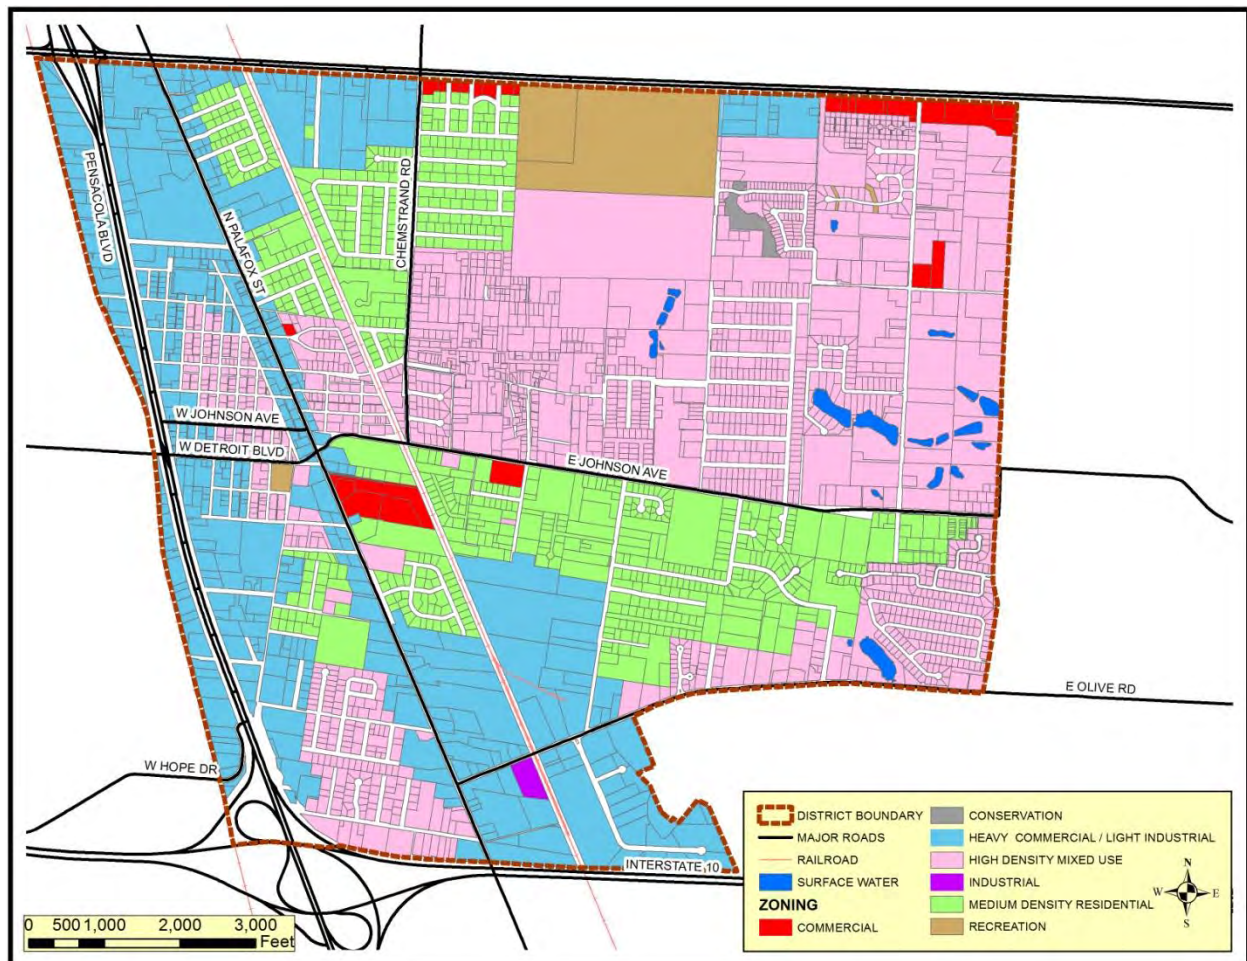 PENSACOLA BLVD
N PALAFOX ST
CHEMSTRAND RD
W JOHNSON AVE
W DETROIT BLVD
E JOHNSON AVE
E OLIVE RD
W HOPE DR
INTERSTATE 10
DISTRICT BOUNDARY
MAJOR ROADS
RAILROAD
SURFACE WATER
ZONING
COMMERCIAL
CONSERVATION
HEAVY COMMERCIAL / LIGHT INDUSTRIAL
HIGH DENSITY MIXED USE
INDUSTRIAL
MEDIUM DENSITY RESIDENTIAL
RECREATION
N
W E
S
0 500 1,000 2,000 3,000
Feet